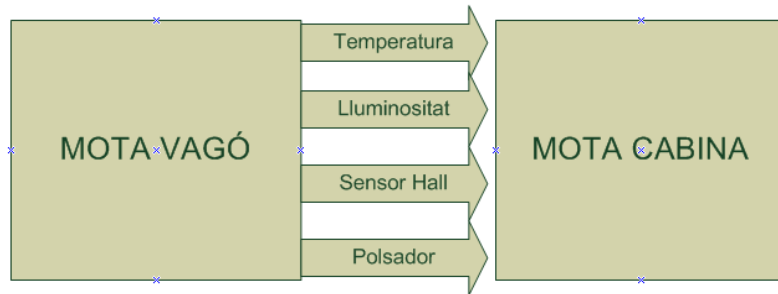 MOTA VAGÓ
Temperatura
Lluminositat
Sensor Hall
Polsador
MOTA CABINA